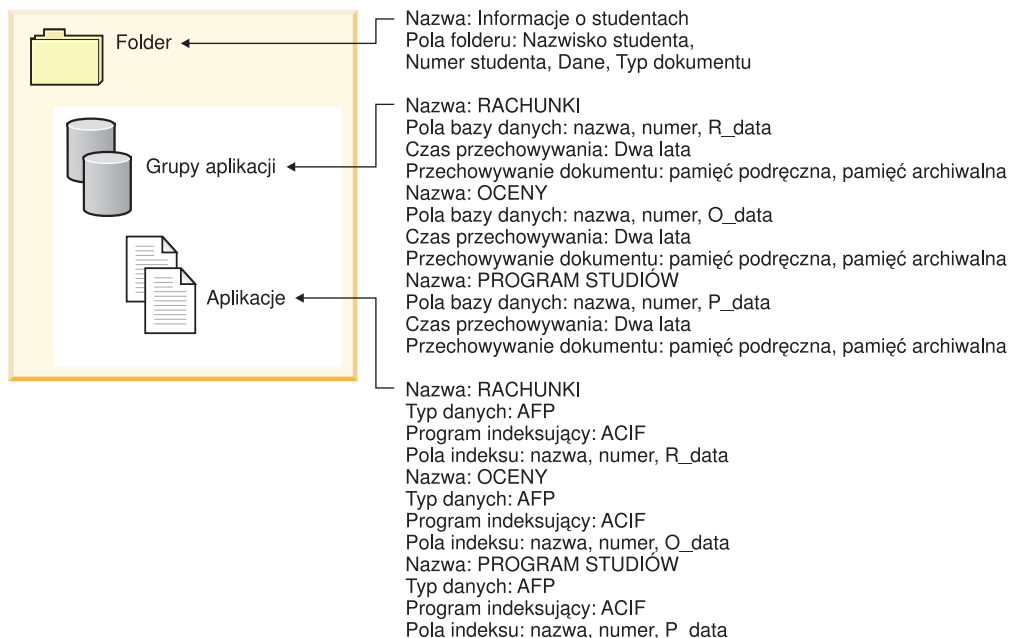 Folder
Nazwa: Informacje o studentach
Pola folderu: Nazwisko studenta,
Numer studenta, Dane, Typ dokumentu
Grupy aplikacji
Nazwa: RACHUNKI
Pola bazy danych: nazwa, numer, R_data
Czas przechowywania: Dwa lata
Przechowywanie dokumentu: pamięć podręczna, pamięć archiwalna
Nazwa: OCENY
Pola bazy danych: nazwa, numer, O_data
Czas przechowywania: Dwa lata
Przechowywanie dokumentu: pamięć podręczna, pamięć archiwalna
Nazwa: PROGRAM STUDIÓW
Pola bazy danych: nazwa, numer, P_data
Czas przechowywania: Dwa lata
Przechowywanie dokumentu: pamięć podręczna, pamięć archiwalna
Aplikacje
Nazwa: RACHUNKI
Typ danych: AFP
Program indeksujący: ACIF
Pola indeksu: nazwa, numer, R_data
Nazwa: OCENY
Typ danych: AFP
Program indeksujący: ACIF
Pola indeksu: nazwa, numer, O_data
Nazwa: PROGRAM STUDIÓW
Typ danych: AFP
Program indeksujący: ACIF
Pola indeksu: nazwa, numer, P_data